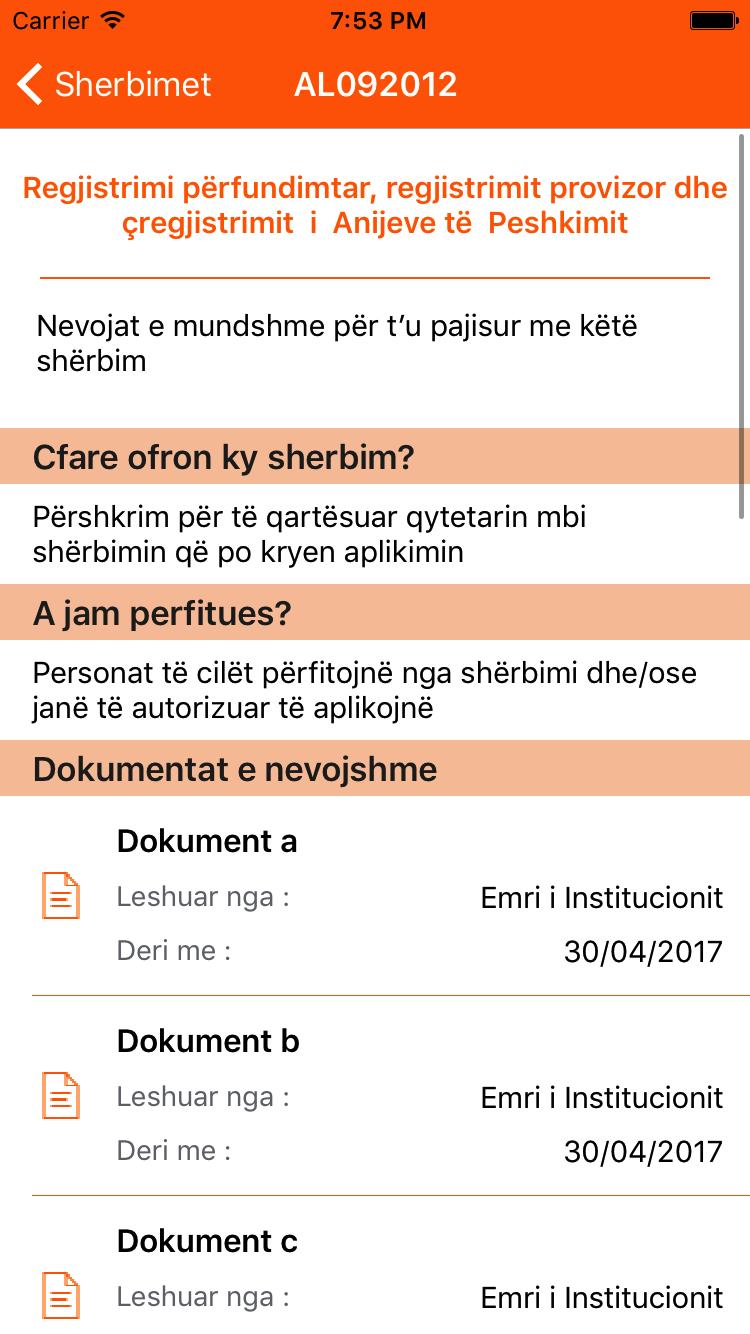 Carrier 7:53 PM
Sherbimet AL092012
Regjistrimi përfundimtar, regjistrimit provizor dhe
çregjistrimit i Anijeve të Peshkimit
Nevojat e mundshme për t’u pajisur me këtë
shërbim
Cfare ofron ky sherbim?
Përshkrim për të qartësuar qytetarin mbi
shërbimin që po kryen aplikimin
A jam perfitues?
Personat të cilët përfitojnë nga shërbimi dhe/ose
janë të autorizuar të aplikojnë
Dokumentat e nevojshme
Dokument a
Leshuar nga : Emri i Institucionit
Deri me : 30/04/2017
Dokument b
Leshuar nga : Emri i Institucionit
Deri me : 30/04/2017
Dokument c
Leshuar nga : Emri i Institucionit